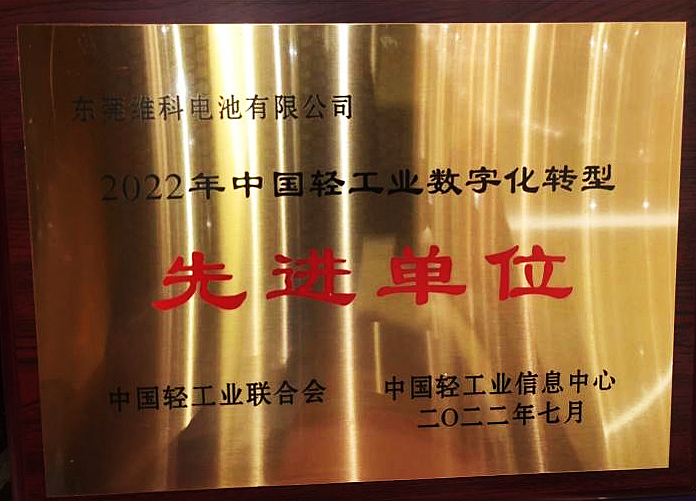 东莞维科电池有限公司
2022年中国轻工业数字化转型
先进单位
中国轻工业联合会
中国轻工业信息中心
二〇二二年七月